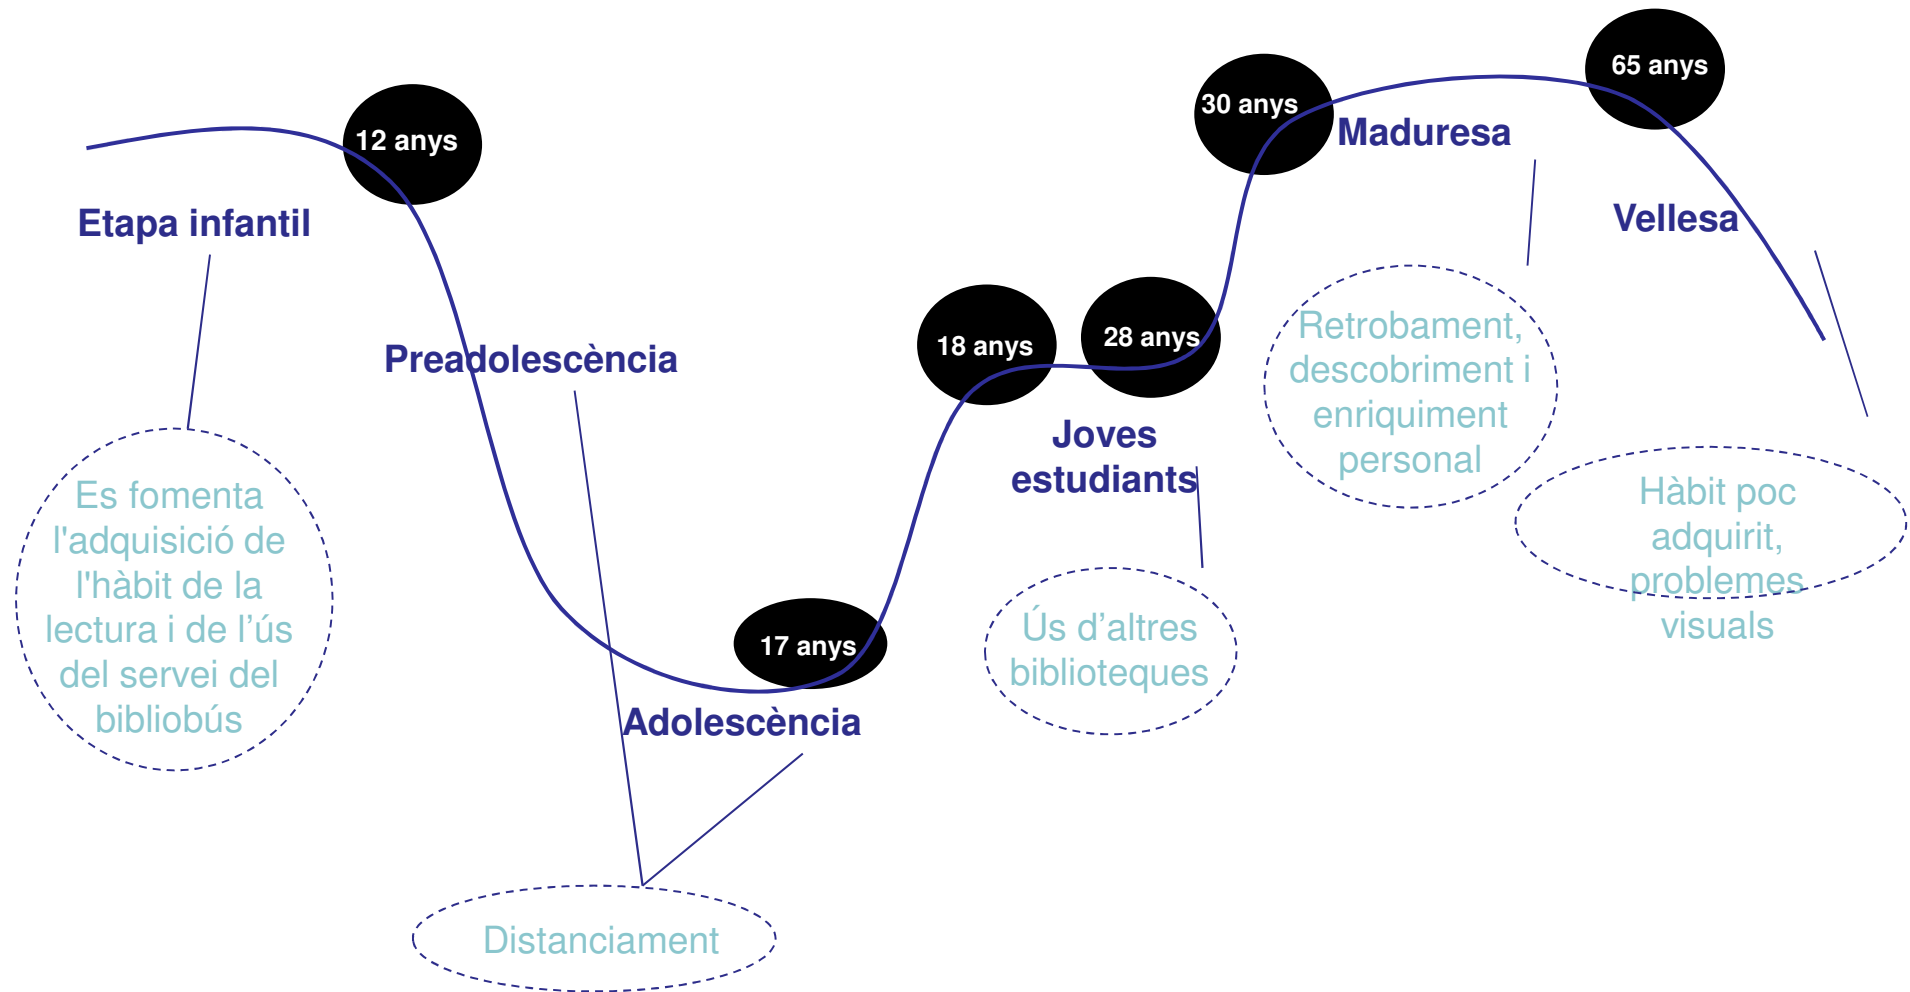 12 anys
Etapa infantil
Es fomenta
l'adquisició de
l'hàbit de la
lectura i de l’ús
del servei del
bibliobús
Preadolescència
17 anys
Adolescència
Distanciament
18 anys
28 anys
Joves
estudiants
Ús d’altres
biblioteques
30 anys
Maduresa
Retrobament,
descobriment i
enriquiment
personal
65 anys
Vellesa
Hàbit poc
adquirit,
problemes
visuals